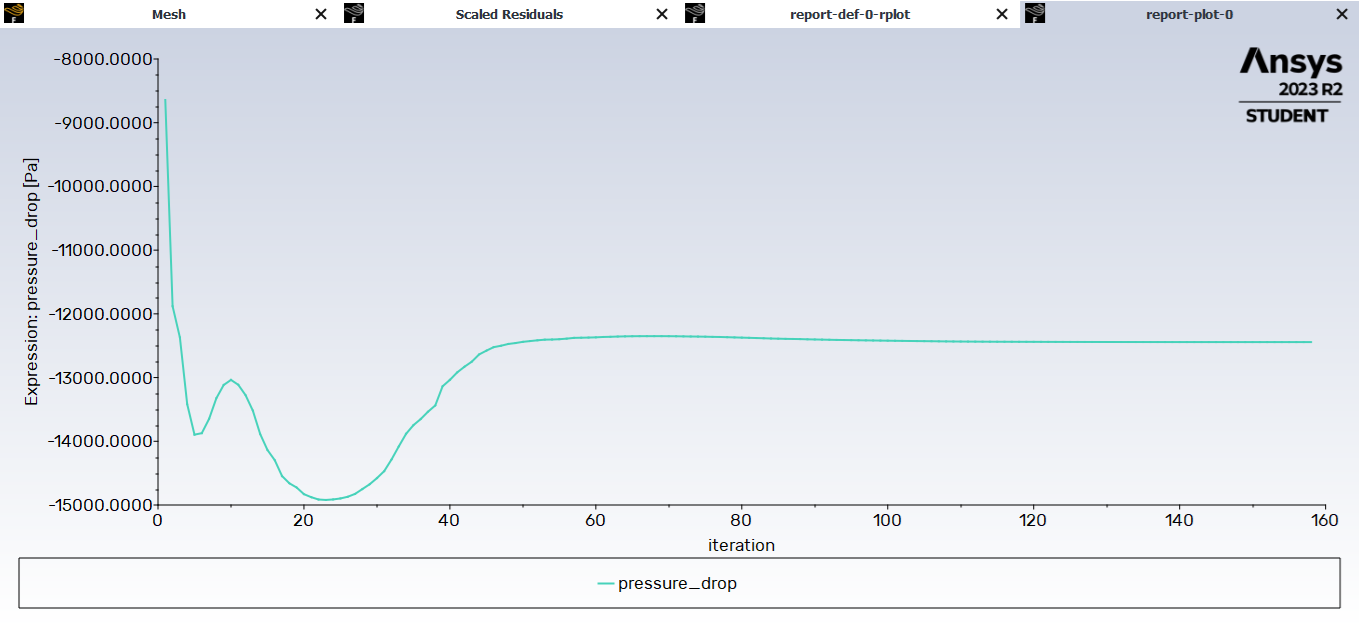 Mesh
Scaled Residuals
report-def-0-rplot
report-plot-0
Ansys
2023 R2
STUDENT
Expression: pressure_drop [Pa]
-8000.0000
-9000.0000
-10000.0000
-11000.0000
-12000.0000
-13000.0000
-14000.0000
-15000.0000
0 20 40 60 80 100 120 140 160
iteration
pressure_drop